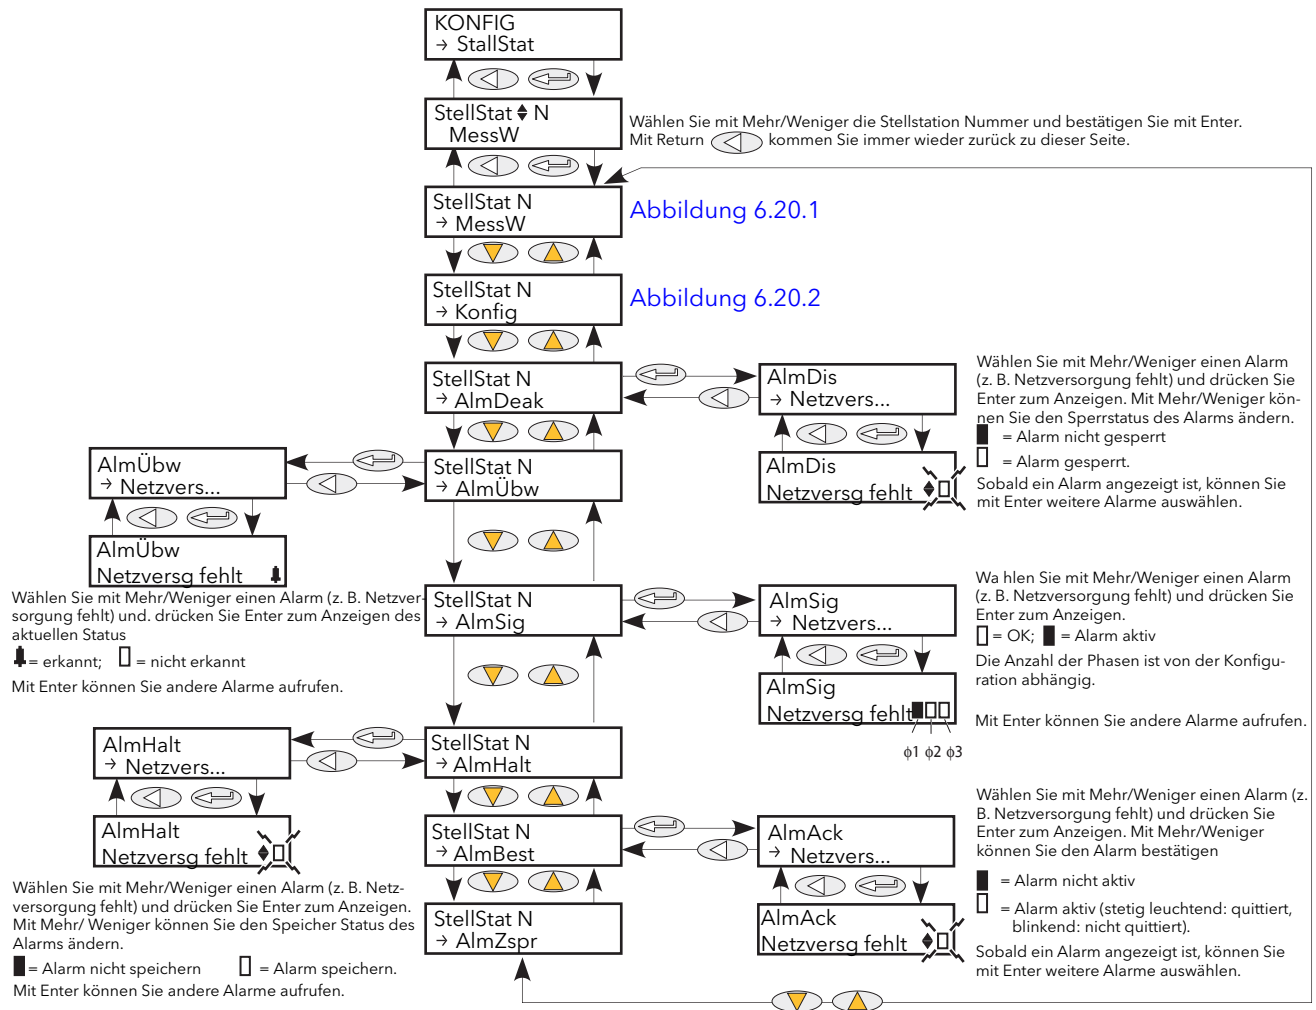 KONFIG
→ StallStat
StellStat N
MessW
Wählen Sie mit Mehr/Weniger die Stellstation Nummer und bestätigen Sie mit Enter.
Mit Return kommen Sie immer wieder zurück zu dieser Seite.
StellStat N
→ MessW
Abbildung 6.20.1
StellStat N
→ Konfig
Abbildung 6.20.2
StellStat N
→ AlmDeak
AlmDis
→ Netzvers...
AlmDis
Netzversg fehlt
Wählen Sie mit Mehr/Weniger einen Alarm
(z. B. Netzversorgung fehlt) und drücken Sie
Enter zum Anzeigen. Mit Mehr/Weniger kön-
nen Sie den Sperrstatus des Alarms ändern.
= Alarm nicht gesperrt
= Alarm gesperrt.
Sobald ein Alarm angezeigt ist, können Sie
mit Enter weitere Alarme auswählen.
StellStat N
→ AlmÜbw
AlmÜbw
→ Netzvers...
AlmÜbw
Netzversg fehlt
Wählen Sie mit Mehr/Weniger einen Alarm (z. B. Netzver-
sorgung fehlt) und. drücken Sie Enter zum Anzeigen des
aktuellen Status
= erkannt; = nicht erkannt
Mit Enter können Sie andere Alarme aufrufen.
StellStat N
→ AlmSig
AlmSig
→ Netzvers...
AlmSig
Netzversg fehlt
ϕ1 ϕ2 ϕ3
Wa hlen Sie mit Mehr/Weniger einen Alarm
(z. B. Netzversorgung fehlt) und drücken Sie
Enter zum Anzeigen.
= OK; = Alarm aktiv
Die Anzahl der Phasen ist von der Konfigu-
ration abhängig.
Mit Enter können Sie andere Alarme aufrufen.
StellStat N
→ AlmHalt
AlmHalt
→ Netzvers...
AlmHalt
Netzversg fehlt
Wählen Sie mit Mehr/Weniger einen Alarm (z. B. Netz-
versorgung fehlt) und drücken Sie Enter zum Anzeigen.
Mit Mehr/ Weniger können Sie den Speicher Status des
Alarms ändern.
= Alarm nicht speichern = Alarm speichern.
Mit Enter können Sie andere Alarme aufrufen.
StellStat N
→ AlmBest
AlmAck
→ Netzvers...
AlmAck
Netzversg fehlt
Wählen Sie mit Mehr/Weniger einen Alarm (z.
B. Netzversorgung fehlt) und drücken Sie
Enter zum Anzeigen. Mit Mehr/Weniger
können Sie den Alarm bestätigen
= Alarm nicht aktiv
= Alarm aktiv (stetig leuchtend: quittiert,
blinkend: nicht quittiert).
Sobald ein Alarm angezeigt ist, können Sie
mit Enter weitere Alarme auswählen.
StellStat N
→ AlmZspr